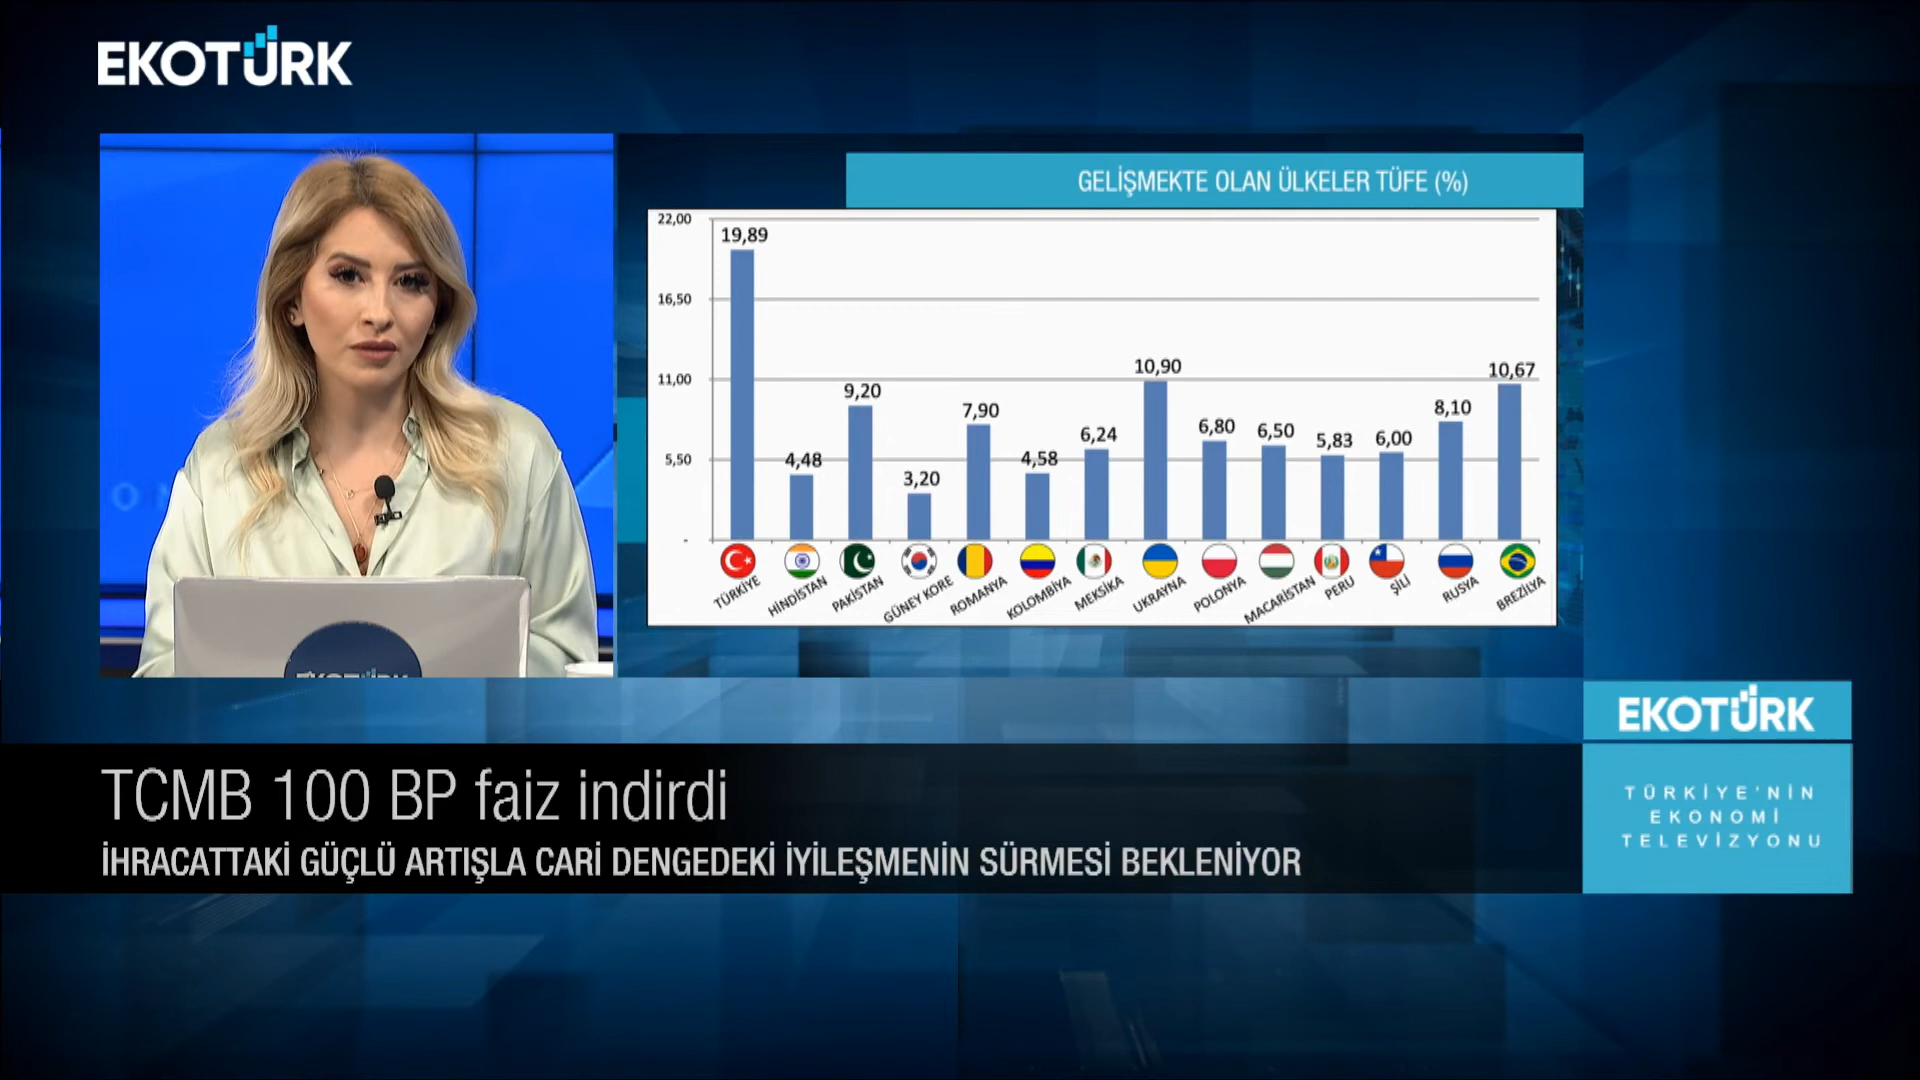 EKOTÜRK
GELİŞMEKTE OLAN ÜLKELER TÜFE (%)
22,00
16,50
11,00
5,50
-
19,89
4,48
9,20
3,20
7,90
4,58
6,24
10,90
6,80
6,50
5,83
6,00
8,10
10,67
TÜRKİYE
HİNDİSTAN
PAKİSTAN
GÜNEY KORE
ROMANYA
KOLOMBİYA
MEKSİKA
UKRAYNA
POLONYA
MACARİSTAN
PERU
ŞİLİ
RUSYA
BREZİLYA
EKOTÜRK
TCMB 100 BP faiz indirdi
İHRACATTAKİ GÜÇLÜ ARTIŞLA CARİ DENGEDEKİ İYİLEŞMENİN SÜRMESİ BEKLENİYOR
EKOTÜRK
TÜRKİYE'NİN
EKONOMİ
TELEVİZYONU